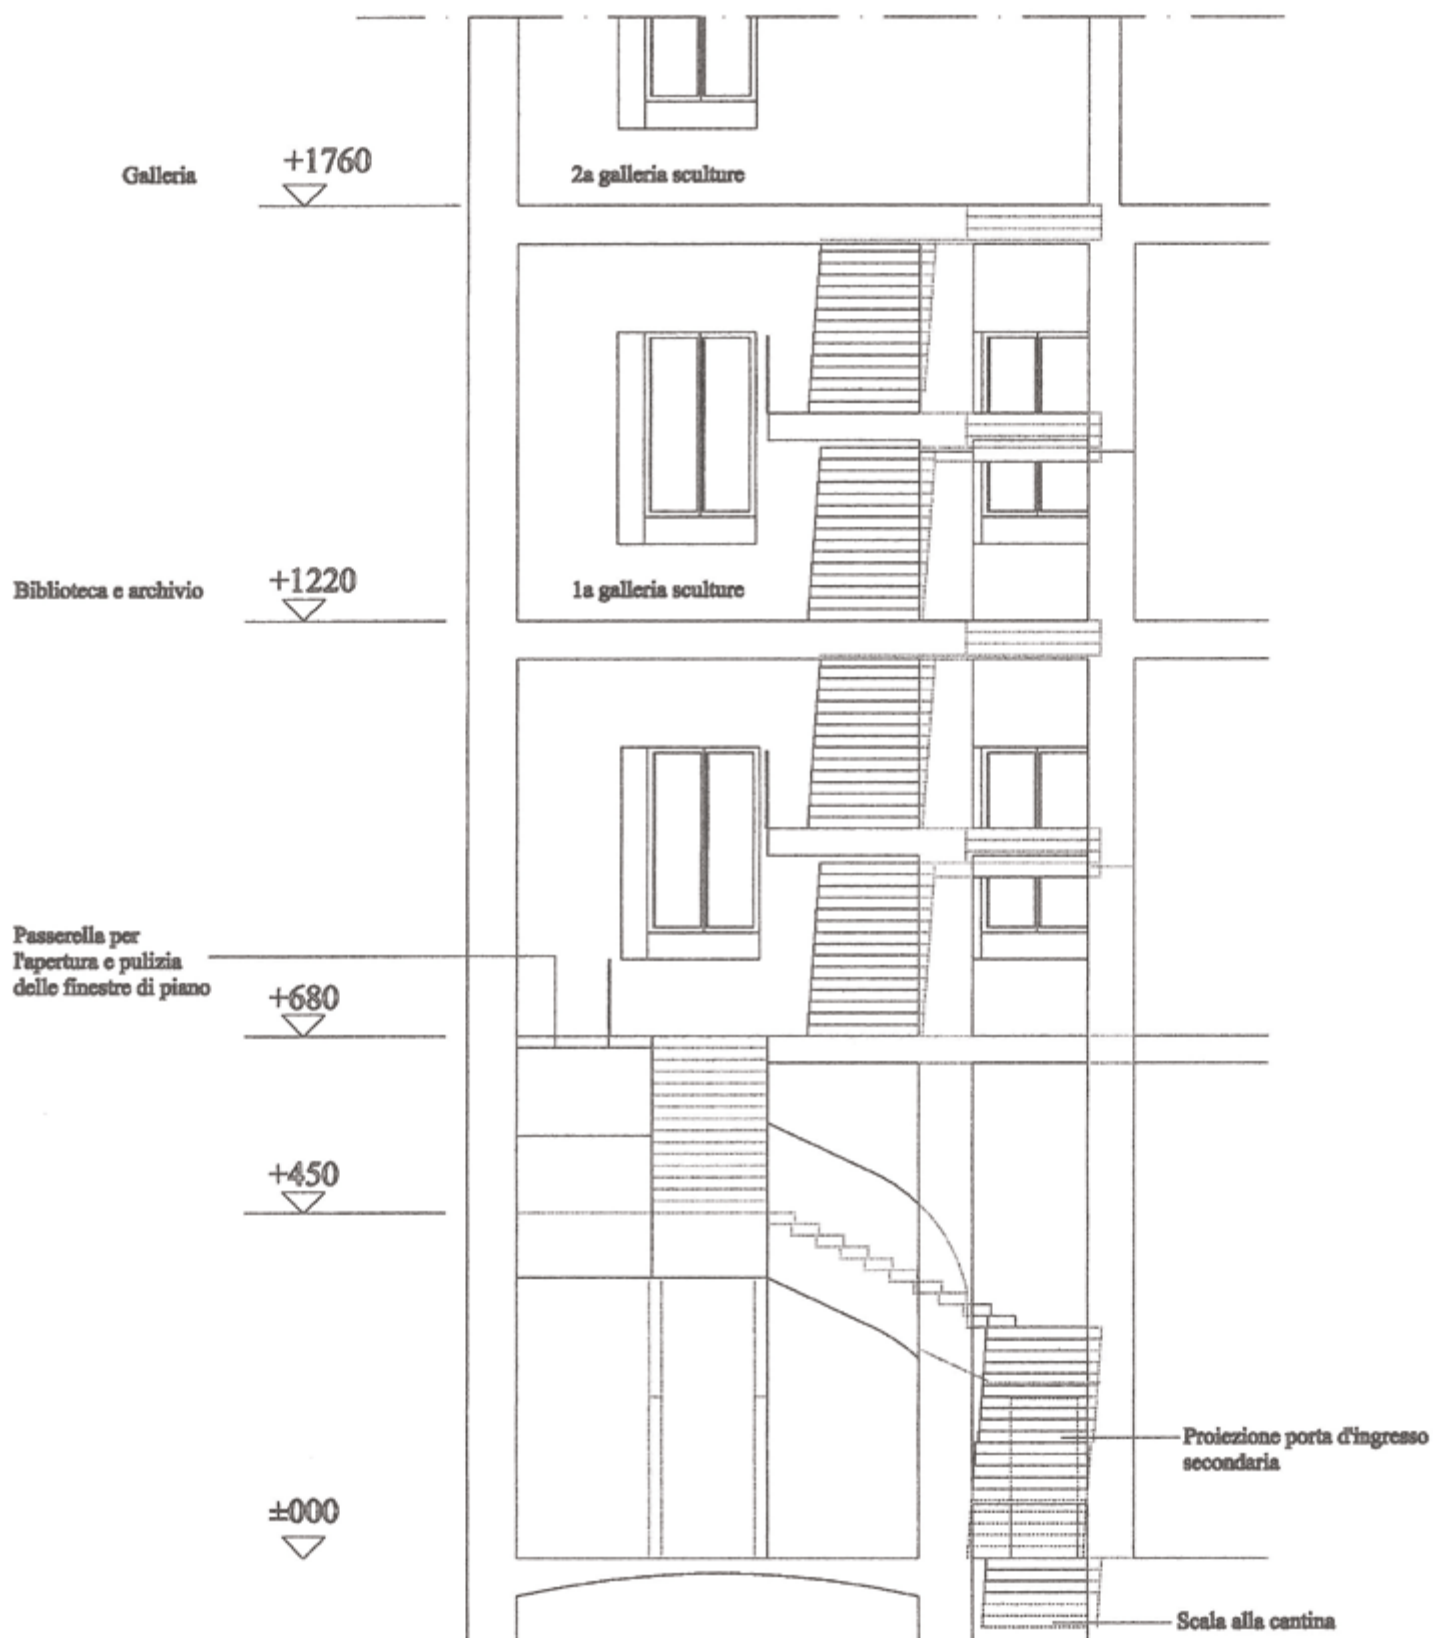 +1760
Galleria
2a galleria sculture
+1220
Biblioteca e archivio
1a galleria sculture
Passerella per
l'apertura e pulizia
delle finestre di piano
+680
+450
Proiezione porta d'ingresso
secondaria
±000
Scala alla cantina